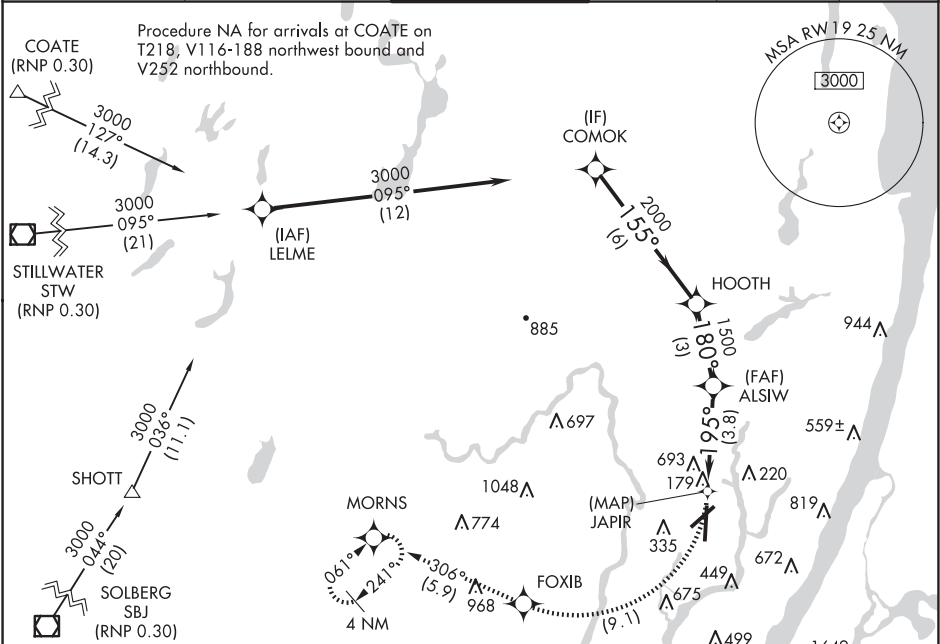 Procedure NA for arrivals at COATE on
T218, V116-188 northwest bound and
V252 northbound.
COATE
(RNP 0.30)
3000
127°
(14.3)
MSA RW19 25 NM
3000
(IF)
COMOK
3000
095°
(12)
3000
095°
(21)
(IAF)
LELME
STILLWATER
STW
(RNP 0.30)
2000
155°
(6)
HOOTH
885
944
1500
180°
(3)
(FAF)
ALSIW
3000
036°
(11.1)
697
559±
195°
(3.8)
SHOTT
693
179
220
1048
(MAP)
JAPIR
819
MORNS
774
335
3000
044°
(20)
672
061°
241°
306°
(5.9)
449
968
FOXIB
675
SOLBERG
SBJ
(RNP 0.30)
4 NM
(9.1)
499